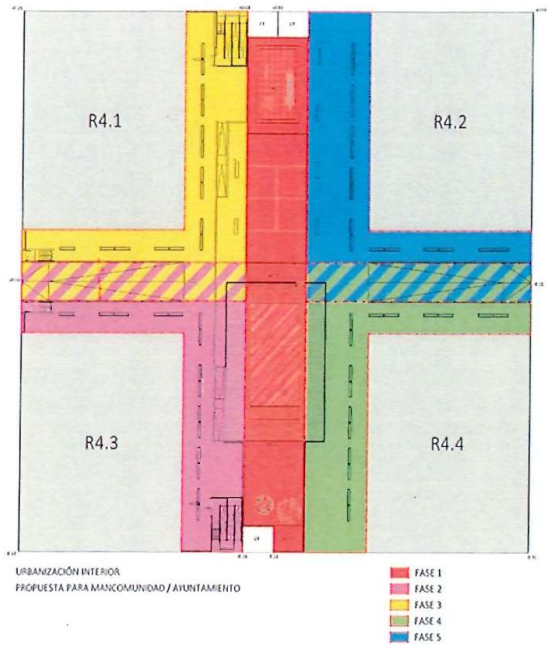 R4.1
R4.2
R4.3
R4.4
URBANIZACIÓN INTERIOR
PROPUESTA PARA MANCOMUNIDAD / AYUNTAMIENTO
FASE 1
FASE 2
FASE 3
FASE 4
FASE 5